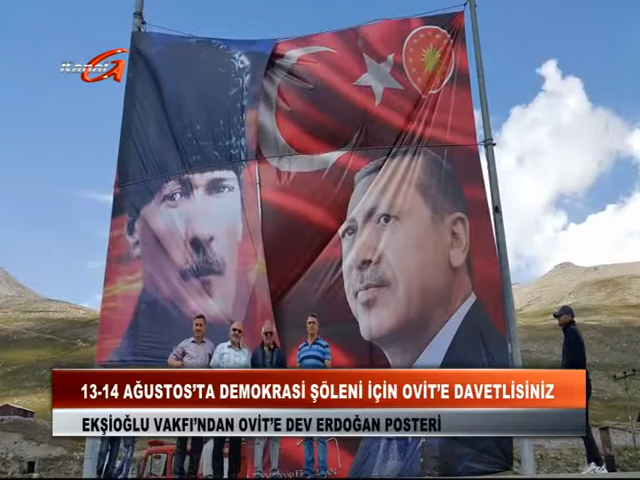 Kanal G
13-14 AĞUSTOS'TA DEMOKRASİ ŞÖLENİ İÇİN OVİT'E DAVETLİSİNİZ
EKŞİOĞLU VAKFI'NDAN OVİT'E DEV ERDOĞAN POSTERİ